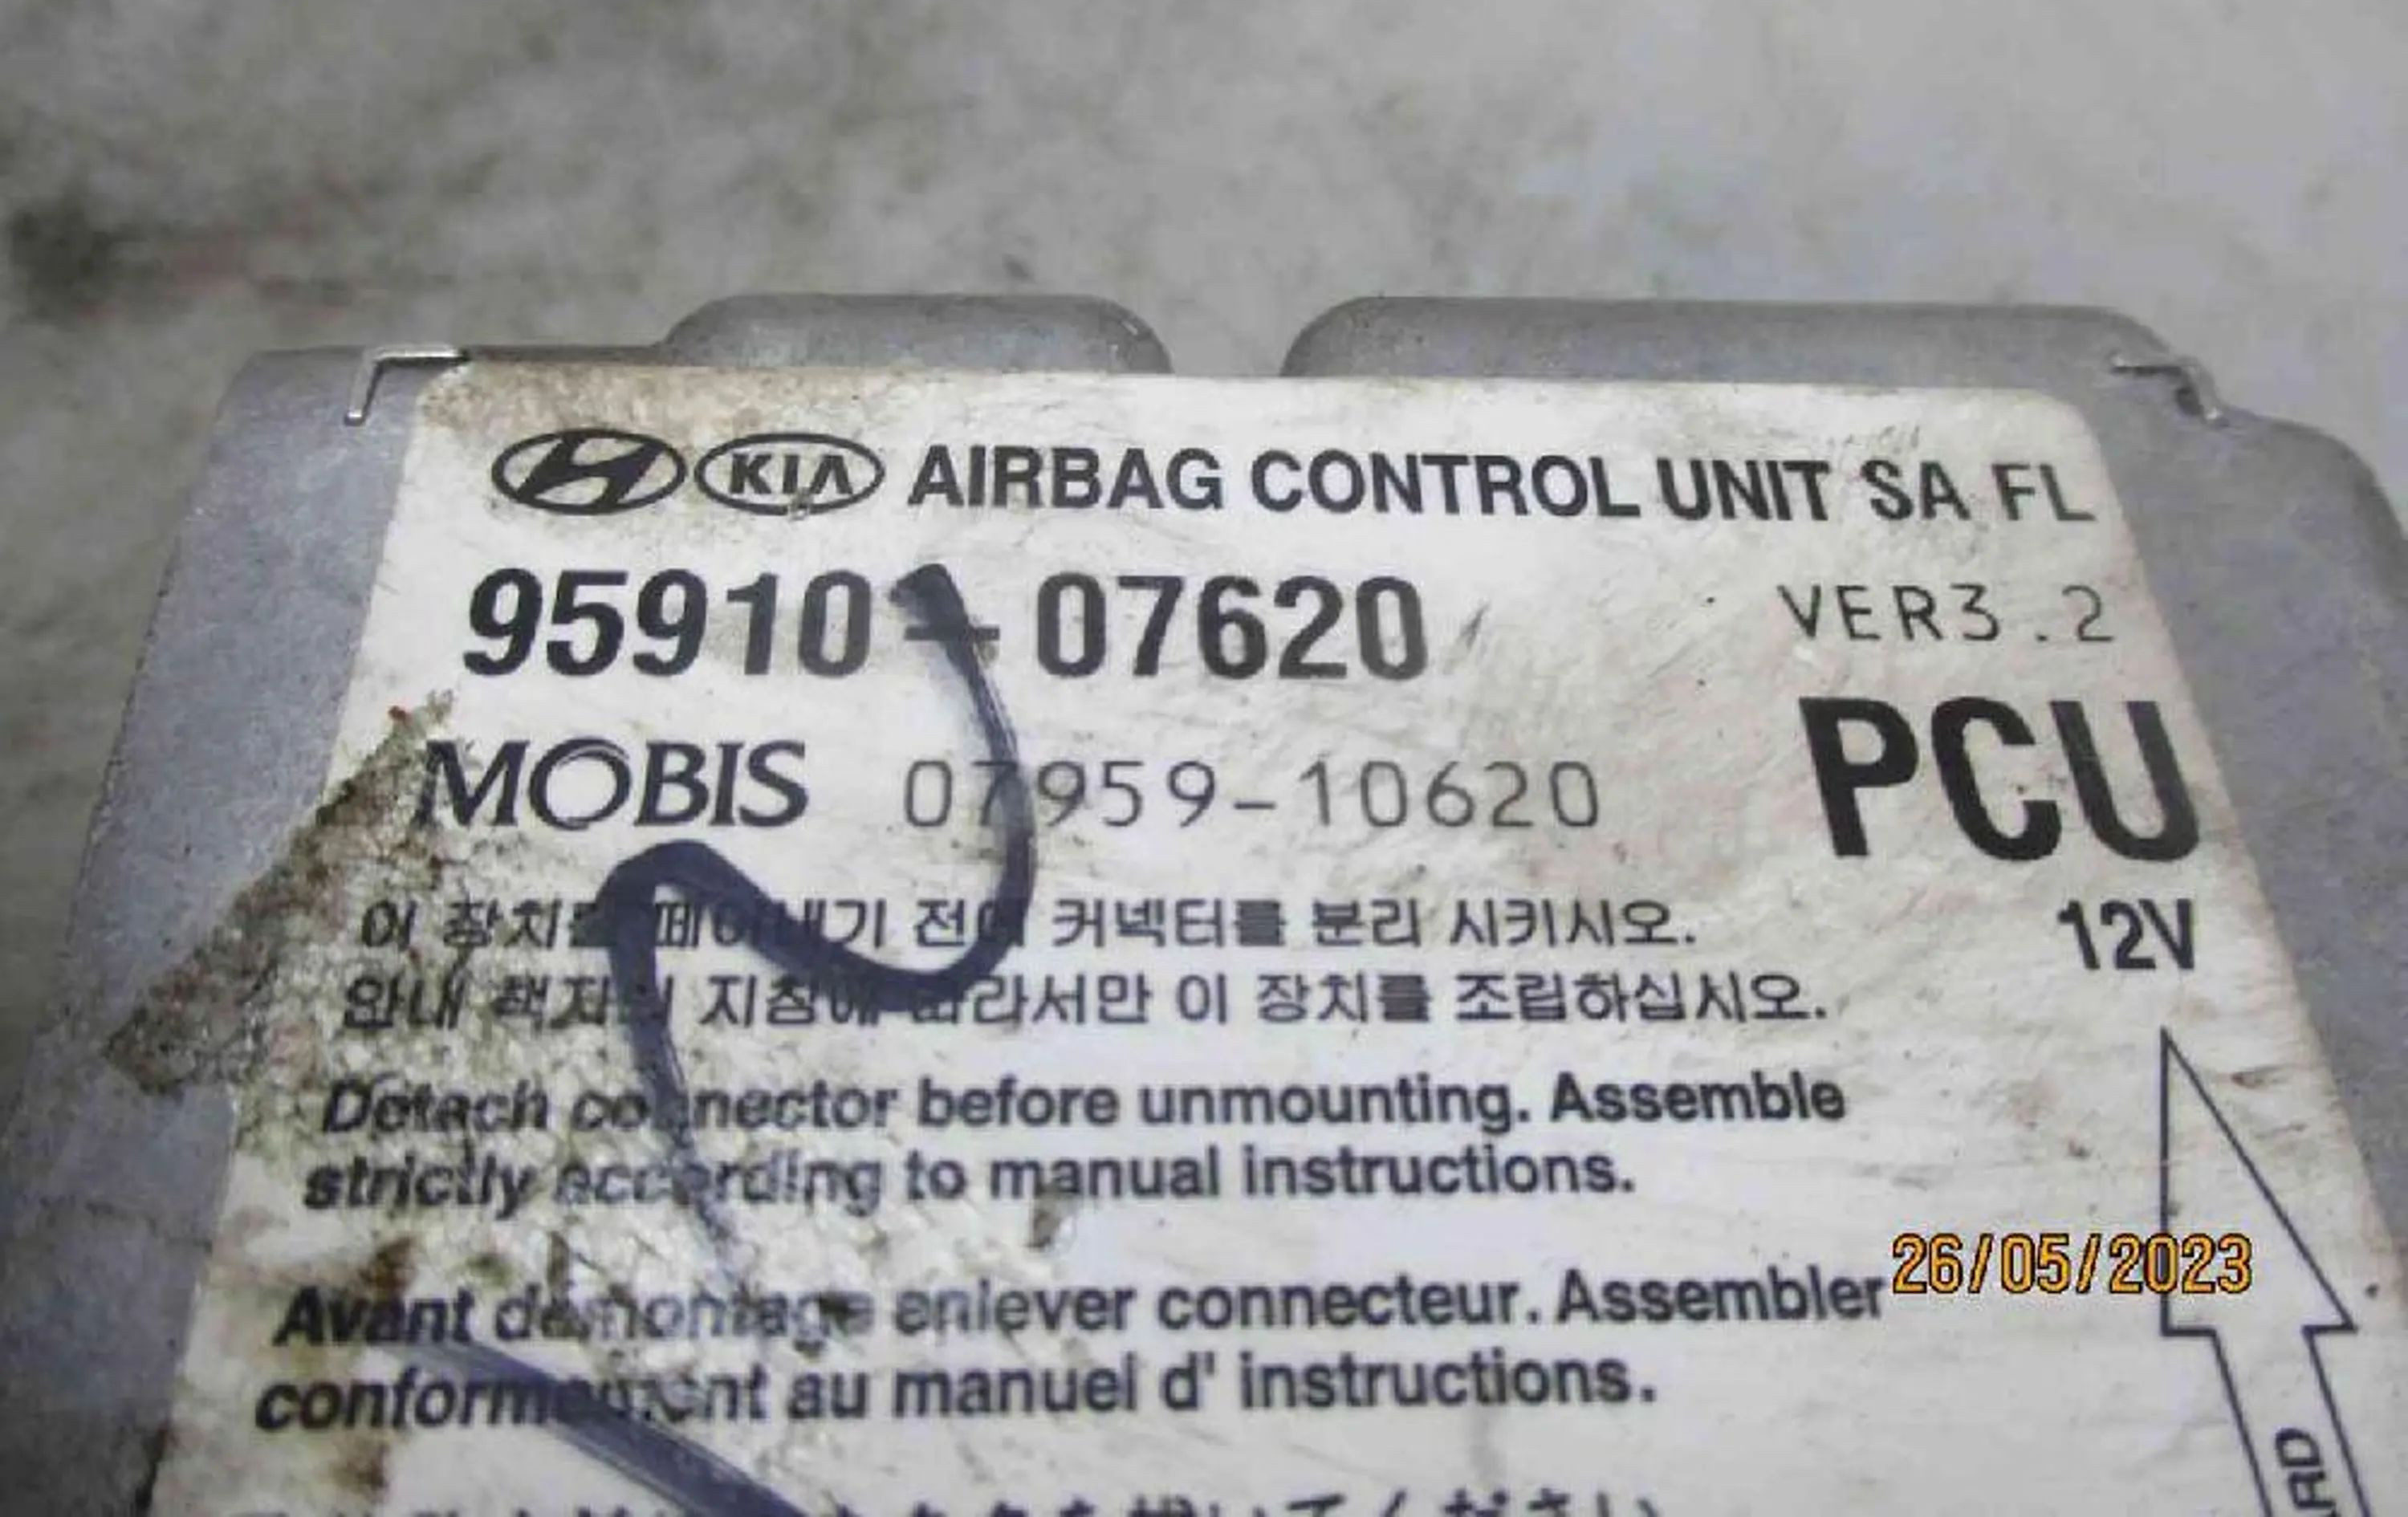 KIA AIRBAG CONTROL UNIT SA FL
95910-07620
VER3.2
MOBIS 07959-10620
PCU
12V
이 장치를 떼어내기 전에 커넥터를 분리 시키시오.
안내 책자의 지침에 따라서만 이 장치를 조립하십시오.
Detach connector before unmounting. Assemble
strictly according to manual instructions.
26/05/2023
Avant démontage enlever connecteur. Assembler
conformément au manuel d' instructions.